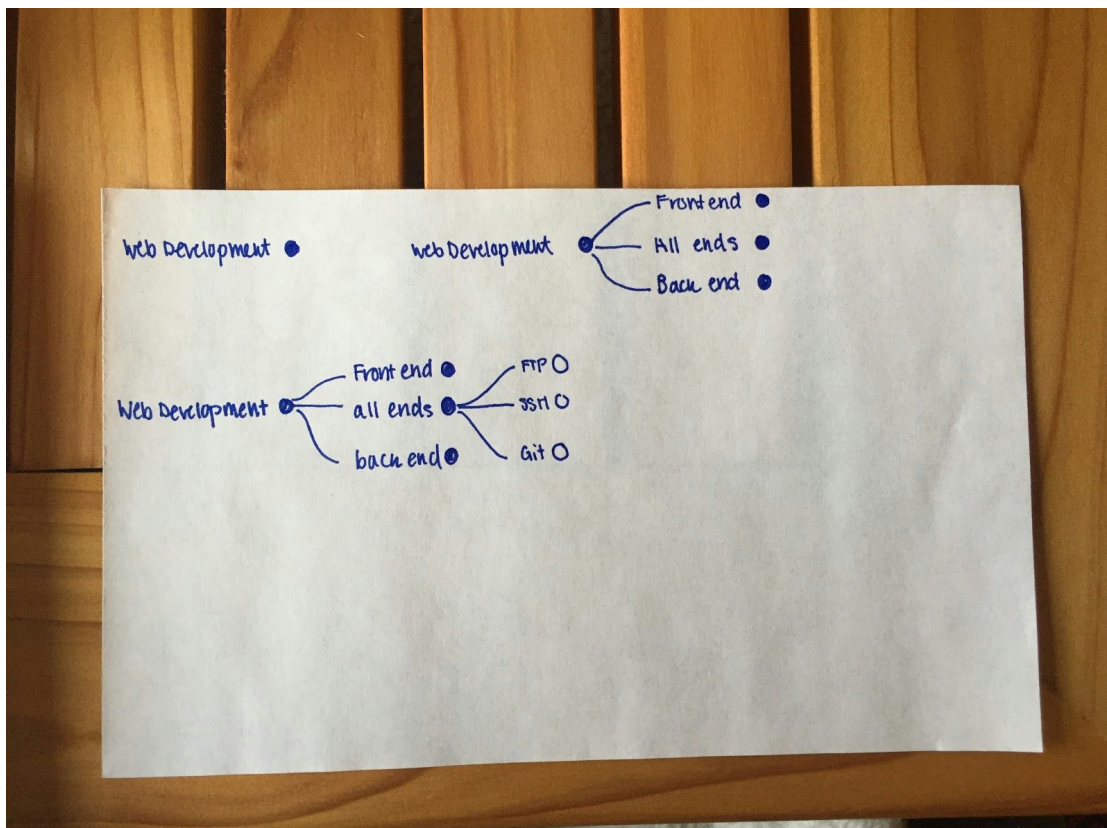 Web Development
Web Development
Front end
All ends
Back end
Web Development
Front end
all ends
back end
FTP
SSH
Git